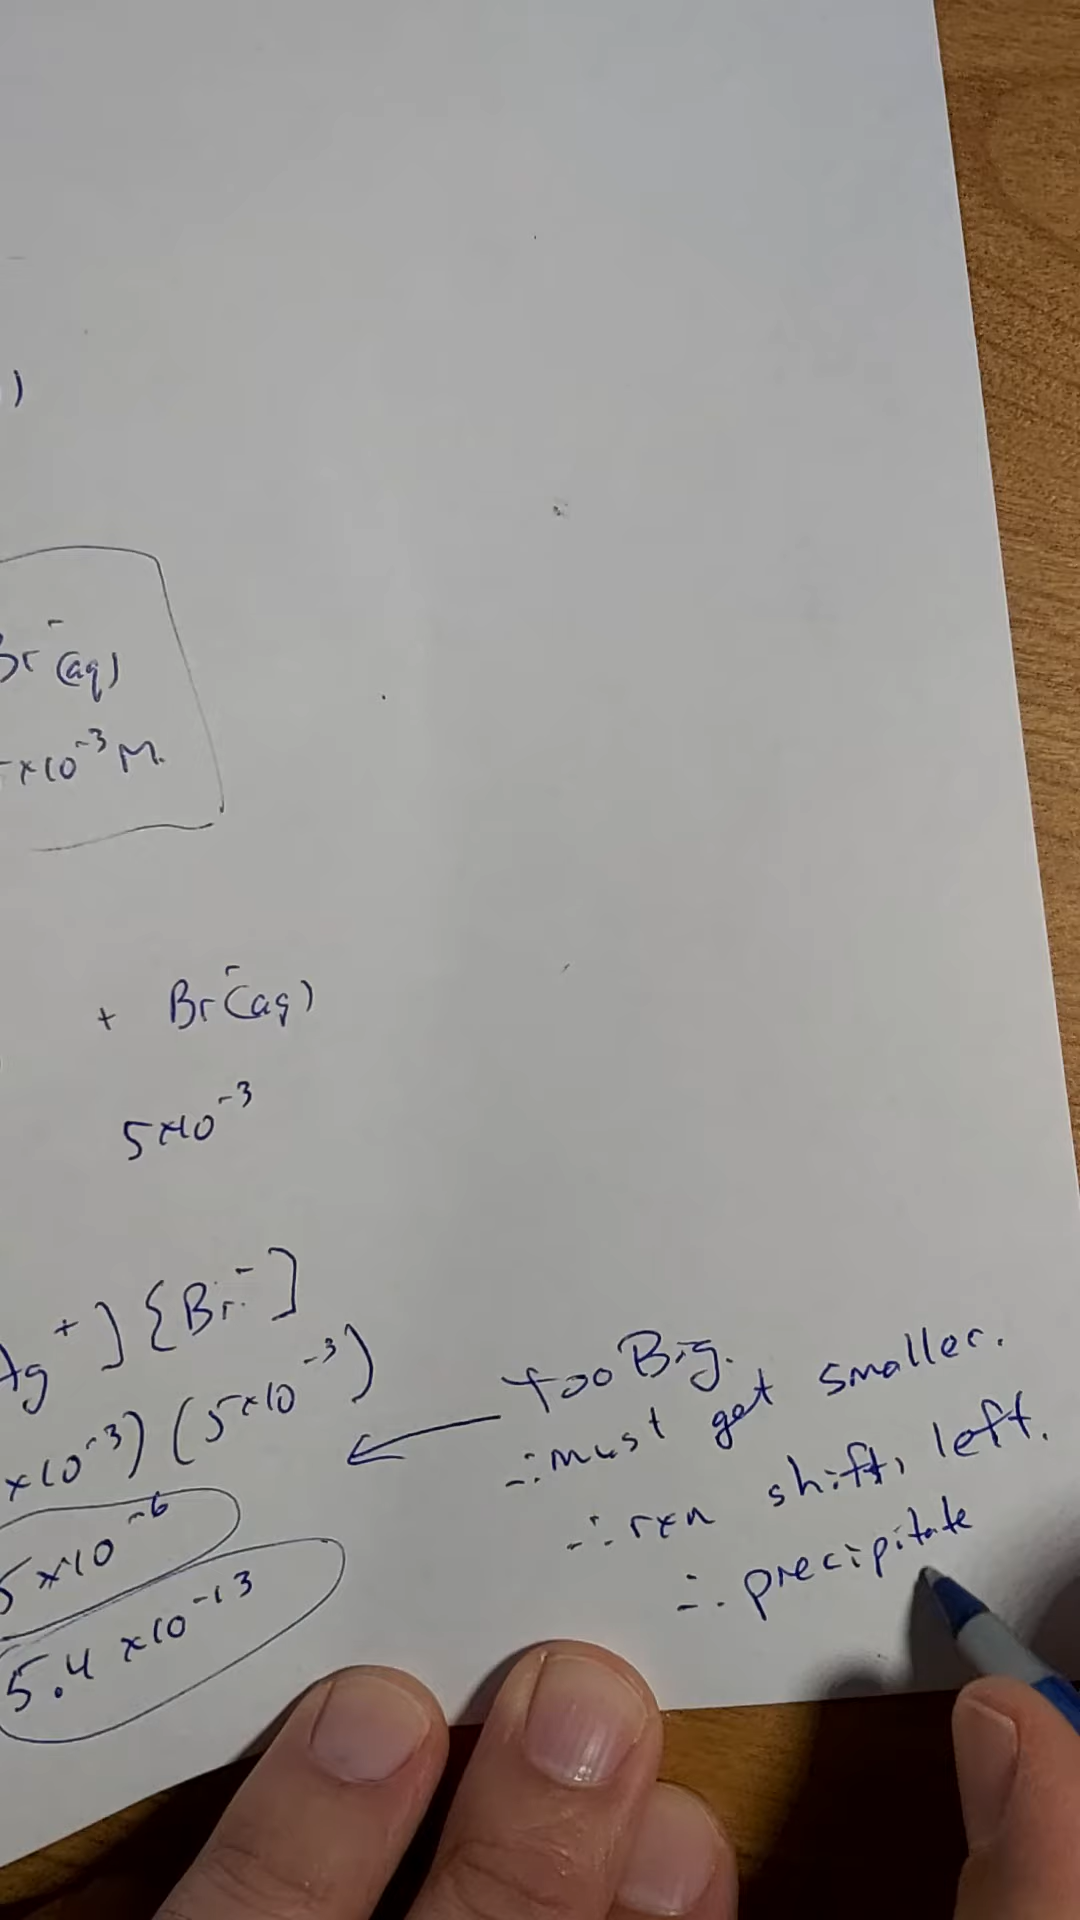 )
Br⁻(aq)
5×10⁻³ M.
+ Br⁻(aq)
5×10⁻³
Ag⁺] [Br⁻]
×10⁻³) (5×10⁻³)
5×10⁻⁶
5.4 ×10⁻¹³
too Big.
∴ must get smaller.
∴ rxn shifts left.
∴ precipitate